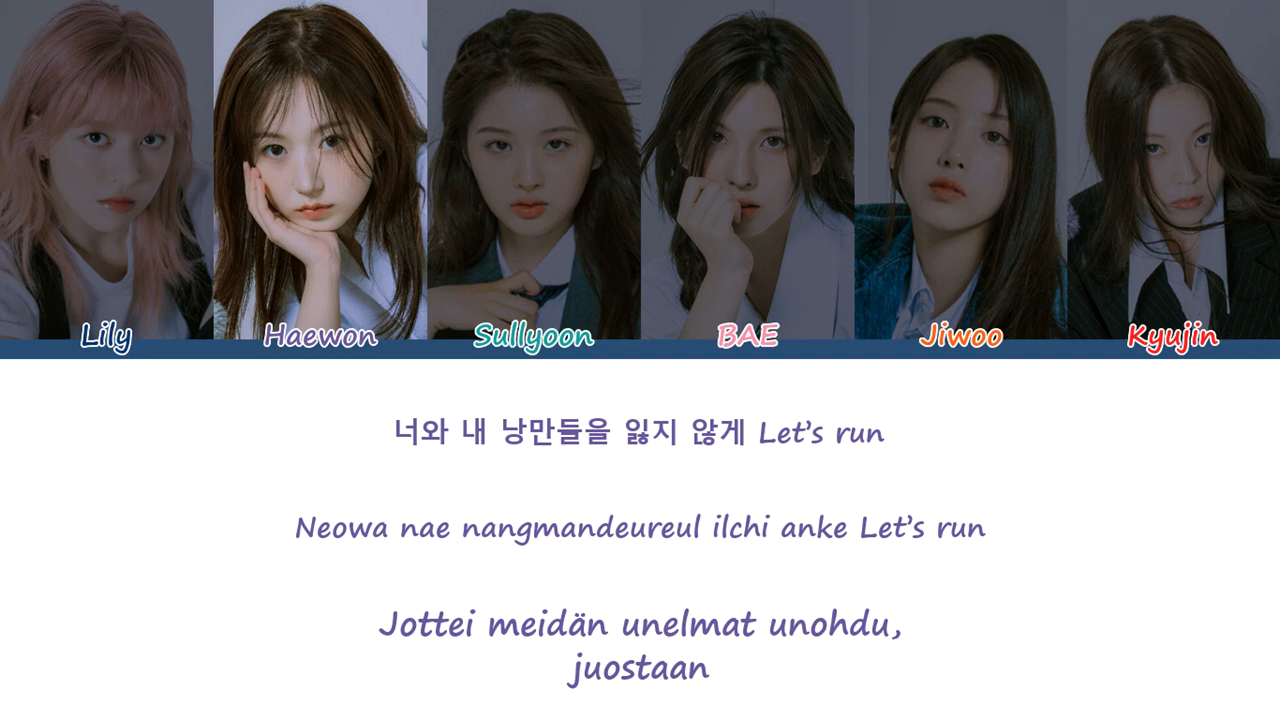 Lily
Haewon
Sullyoon
BAE
Jiwoo
Kyujin
너와 내 낭만들을 잃지 않게 Let's run
Neowa nae nangmandeureul ilchi anke Let's run
Jottei meidän unelmat unohdu,
juostaan